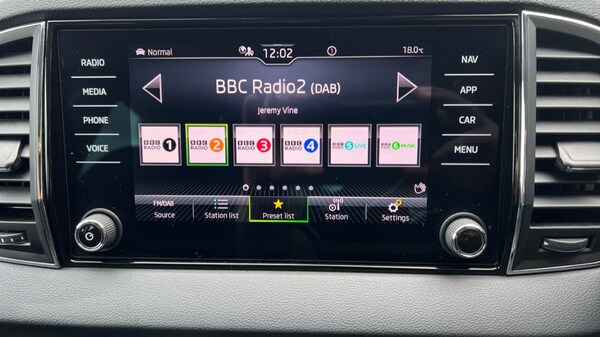 RADIO
MEDIA
PHONE
VOICE
Normal
12:02
1
18.0°C
BBC Radio2 (DAB)
Jeremy Vine
BBC RADIO 1
BBC RADIO 2
BBC RADIO 3
BBC RADIO 4
BBC 5 LIVE
BBC 6 MUSIC
FM/DAB
Source
Station list
Preset list
Station
Settings
NAV
APP
CAR
MENU